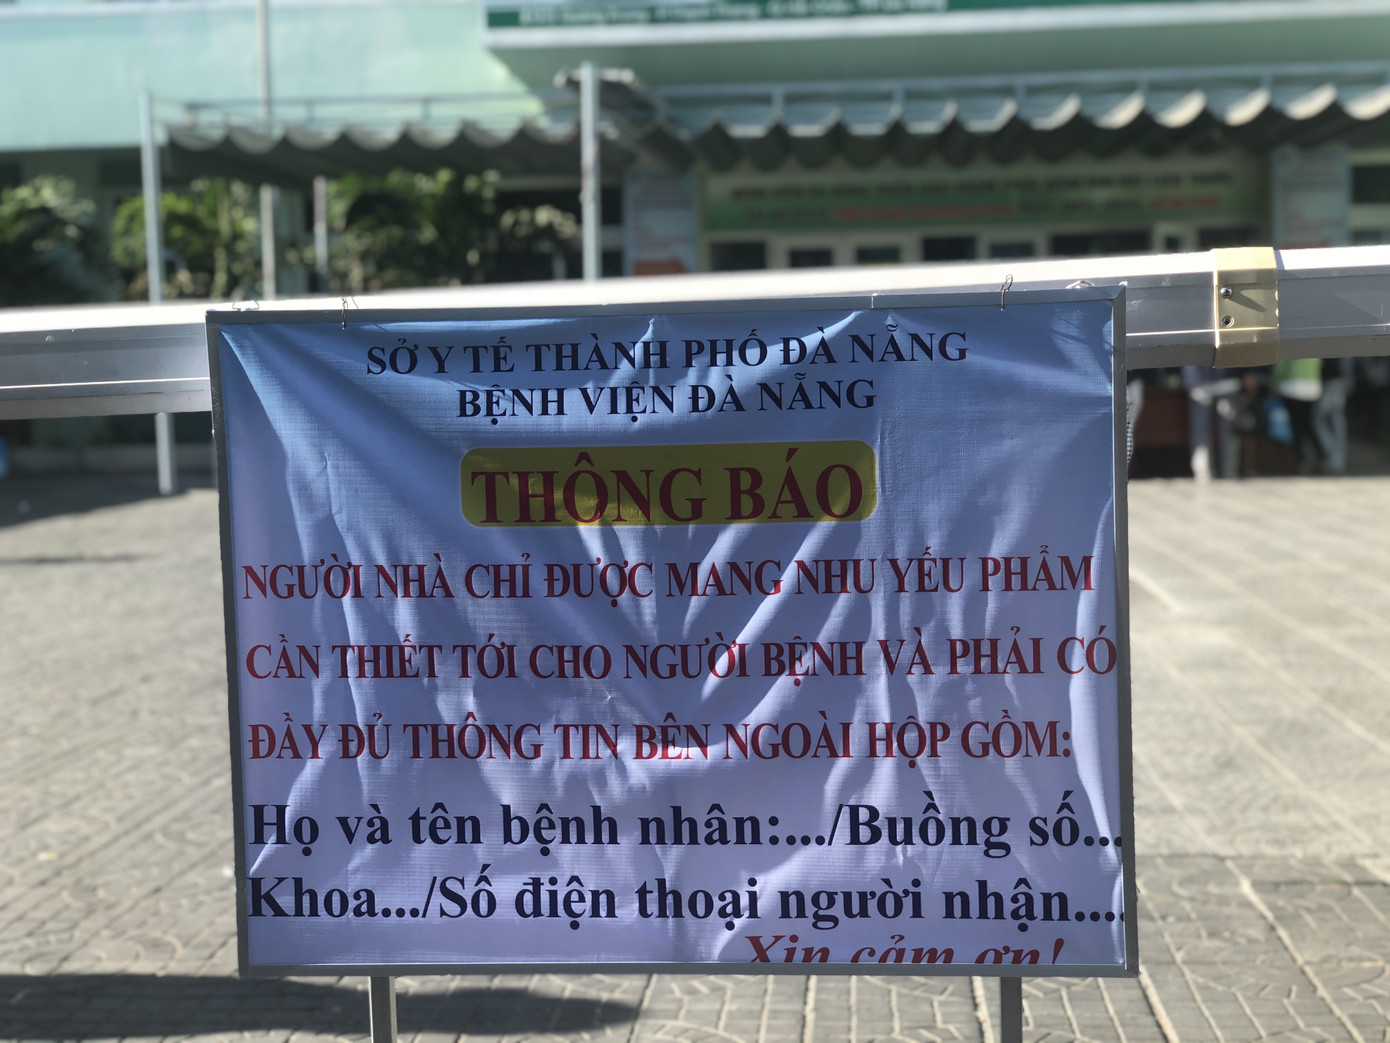 SỞ Y TẾ THÀNH PHỐ ĐÀ NẴNG
BỆNH VIỆN ĐÀ NẴNG
THÔNG BÁO
NGƯỜI NHÀ CHỈ ĐƯỢC MANG NHU YẾU PHẨM
CẦN THIẾT TỚI CHO NGƯỜI BỆNH VÀ PHẢI CÓ
ĐẦY ĐỦ THÔNG TIN BÊN NGOÀI HỘP GỒM:
Họ và tên bệnh nhân:.../Buồng số...
Khoa.../Số điện thoại người nhận....
Xin cảm ơn!